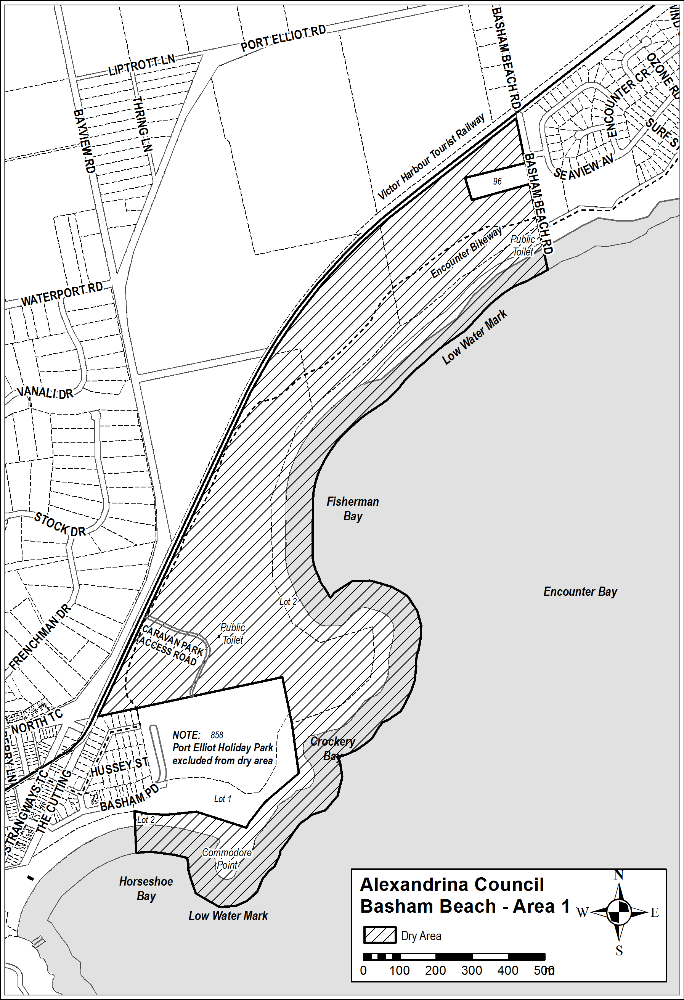 PORT ELLIOT RD
BASHAM BEACH RD
OZONE RD
LIPTROTT LN
ENCOUNTER CR
THRING LN
BAYVIEW RD
SURF ST
Victor Harbour Tourist Railway
SEAVIEW AV
96
BASHAM BEACH RD
Encounter Bikeway
Public
Toilet
WATERPORT RD
Low Water Mark
VANALI DR
Fisherman
Bay
STOCK DR
Encounter Bay
Lot 2
FRENCHMAN DR
Public
Toilet
CARAVAN PARK
ACCESS ROAD
NORTH TC
NOTE: 858
Port Elliot Holiday Park
excluded from dry area
Crockery
Bay
HUSSEY ST
STRANGWAYS TC
THE CUTTING
BASHAM PD
Lot 1
Lot 2
Commodore
Point
Horseshoe
Bay
Low Water Mark
Alexandrina Council
Basham Beach - Area 1
N
W
E
S
Dry Area
0 100 200 300 400 500
m